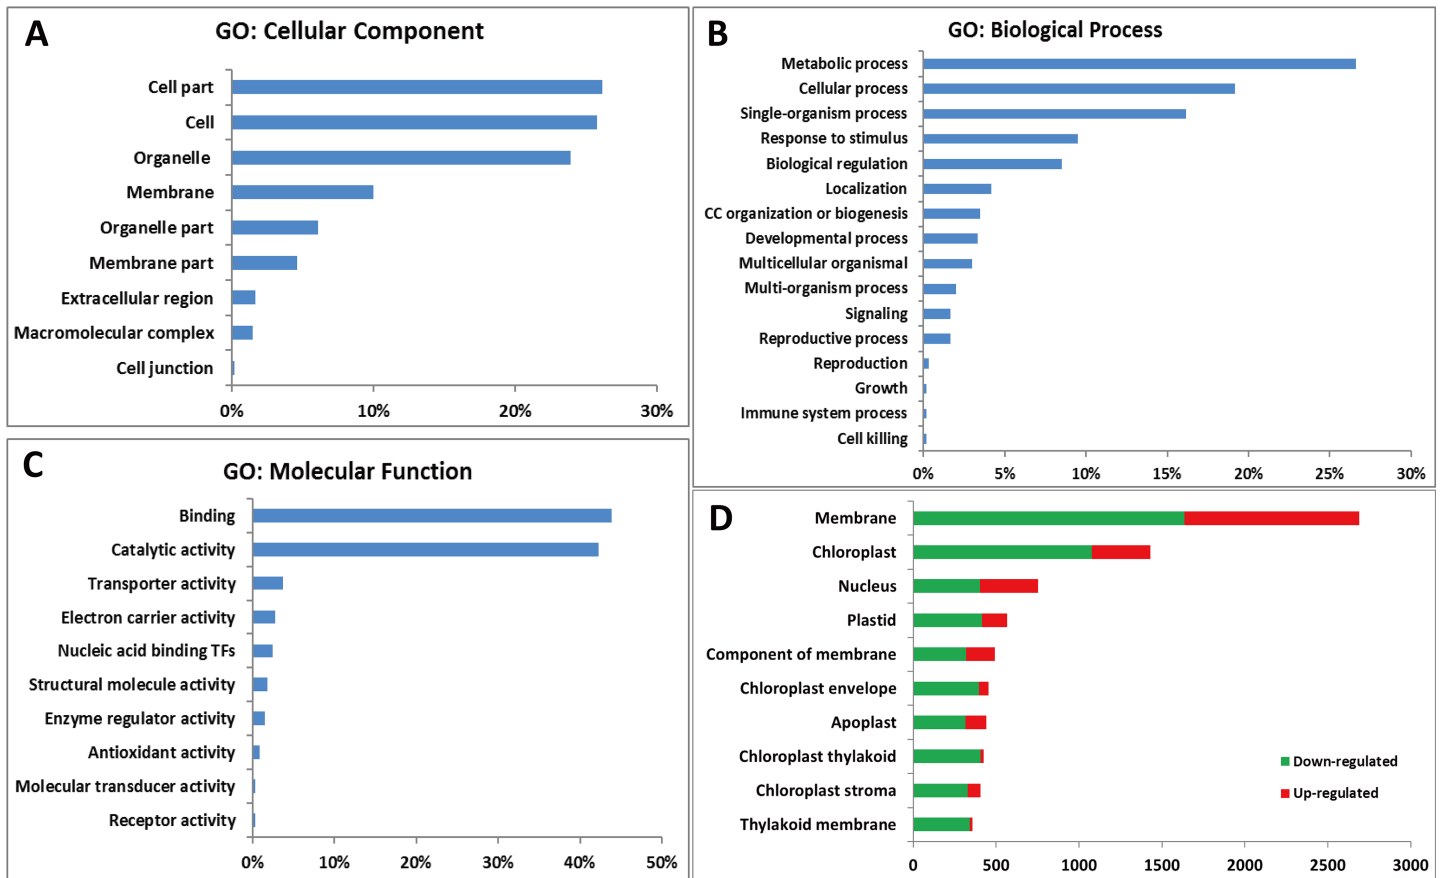 A
GO: Cellular Component
Cell part
Cell
Organelle
Membrane
Organelle part
Membrane part
Extracellular region
Macromolecular complex
Cell junction
0% 10% 20% 30%
B
GO: Biological Process
Metabolic process
Cellular process
Single-organism process
Response to stimulus
Biological regulation
Localization
CC organization or biogenesis
Developmental process
Multicellular organismal
Multi-organism process
Signaling
Reproductive process
Reproduction
Growth
Immune system process
Cell killing
0% 5% 10% 15% 20% 25% 30%
C
GO: Molecular Function
Binding
Catalytic activity
Transporter activity
Electron carrier activity
Nucleic acid binding TFs
Structural molecule activity
Enzyme regulator activity
Antioxidant activity
Molecular transducer activity
Receptor activity
0% 10% 20% 30% 40% 50%
D
Membrane
Chloroplast
Nucleus
Plastid
Component of membrane
Chloroplast envelope
Apoplast
Chloroplast thylakoid
Chloroplast stroma
Thylakoid membrane
Down-regulated
Up-regulated
0 500 1000 1500 2000 2500 3000